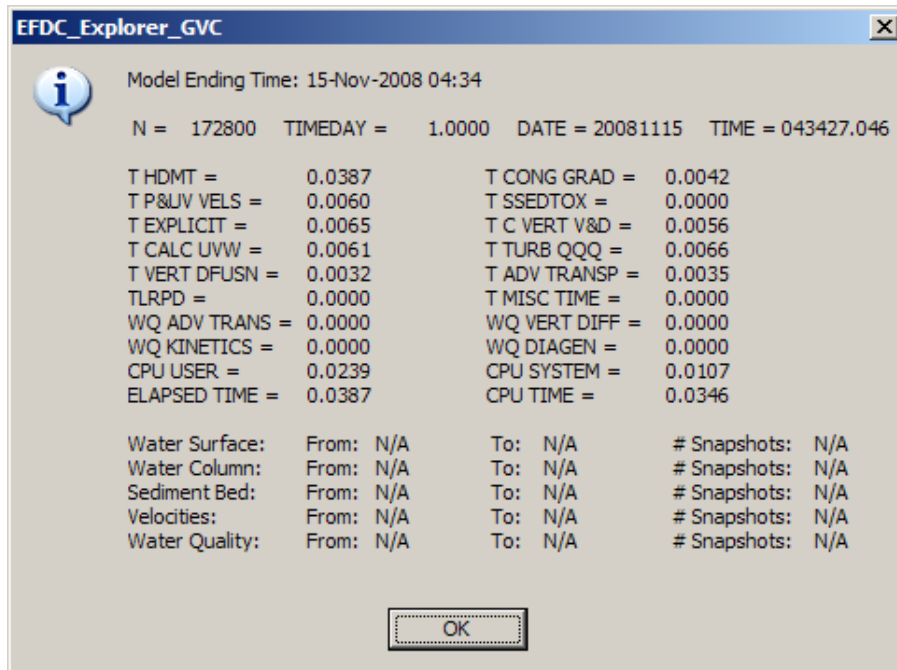 EFDC_Explorer_GVC
Model Ending Time: 15-Nov-2008 04:34
N = 172800 TIMEDAY = 1.0000 DATE = 20081115 TIME = 043427.046
T HDMT = 0.0387 T CONG GRAD = 0.0042
T P&UV VELS = 0.0060 T SSEDTOX = 0.0000
T EXPLICIT = 0.0065 T C VERT V&D = 0.0056
T CALC UVW = 0.0061 T TURB QQQ = 0.0066
T VERT DFUSN = 0.0032 T ADV TRANSP = 0.0035
TLRPD = 0.0000 T MISC TIME = 0.0000
WQ ADV TRANS = 0.0000 WQ VERT DIFF = 0.0000
WQ KINETICS = 0.0000 WQ DIAGEN = 0.0000
CPU USER = 0.0239 CPU SYSTEM = 0.0107
ELAPSED TIME = 0.0387 CPU TIME = 0.0346
Water Surface: From: N/A To: N/A # Snapshots: N/A
Water Column: From: N/A To: N/A # Snapshots: N/A
Sediment Bed: From: N/A To: N/A # Snapshots: N/A
Velocities: From: N/A To: N/A # Snapshots: N/A
Water Quality: From: N/A To: N/A # Snapshots: N/A
OK